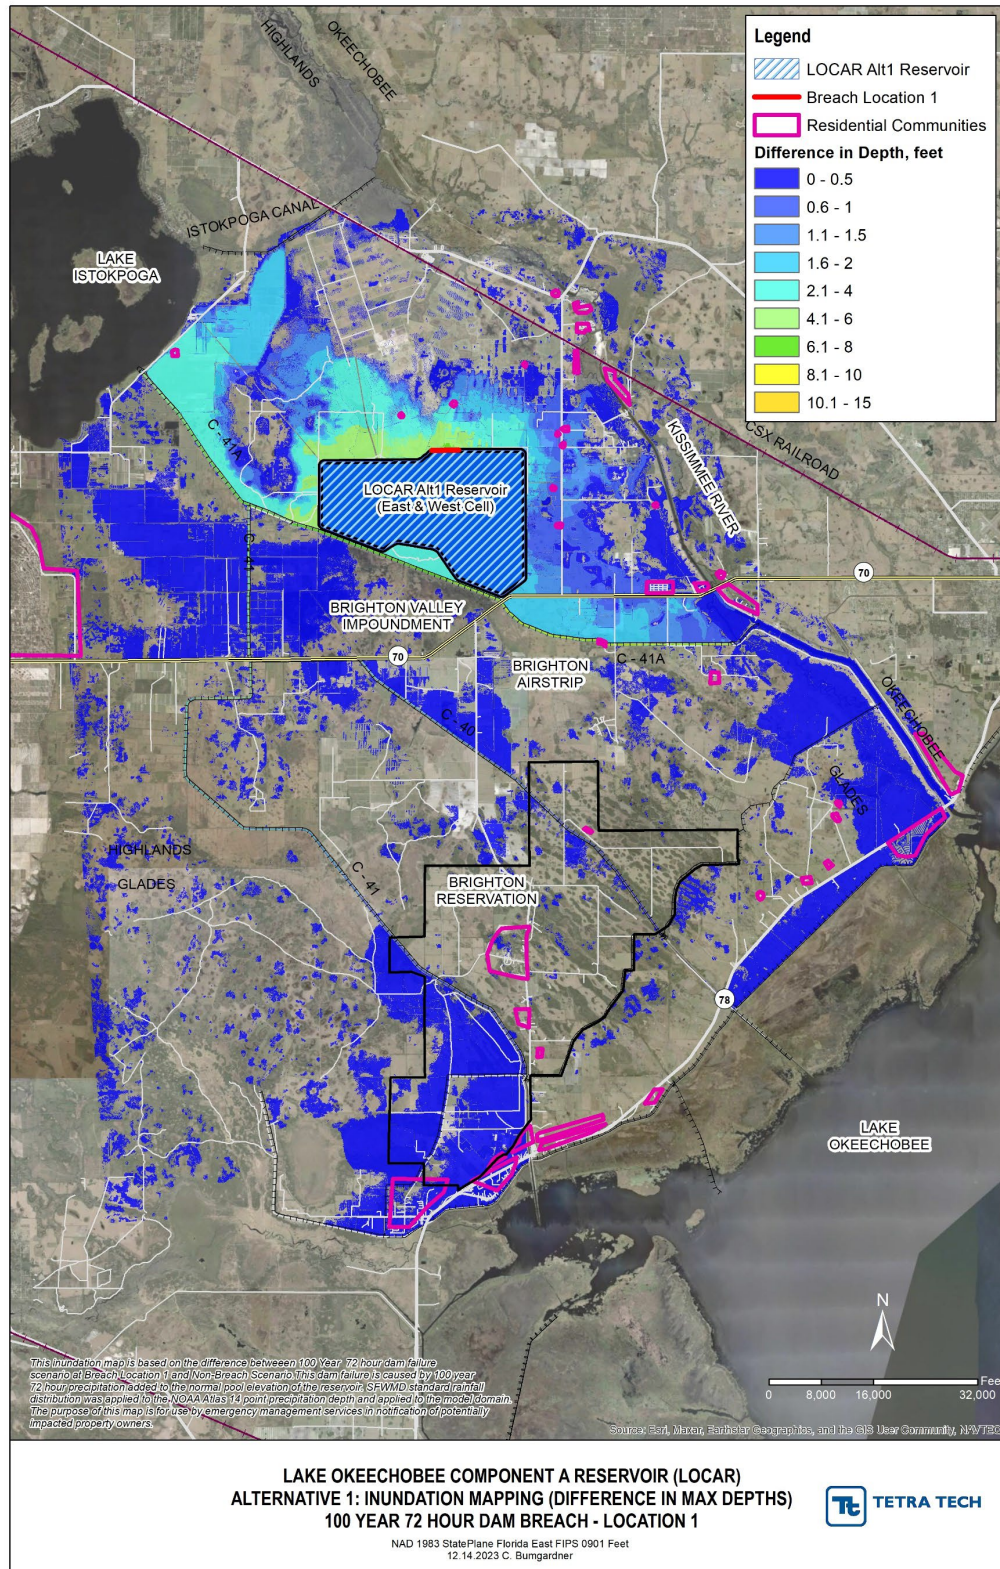 HIGHLANDS
OKEECHOBEE
Legend
LOCAR Alt1 Reservoir
Breach Location 1
Residential Communities
Difference in Depth, feet
0 - 0.5
0.6 - 1
1.1 - 1.5
1.6 - 2
2.1 - 4
4.1 - 6
6.1 - 8
8.1 - 10
10.1 - 15
ISTOKPOGA CANAL
LAKE
ISTOKPOGA
C - 41A
KISSIMMEE RIVER
CSX RAILROAD
LOCAR Alt1 Reservoir
(East & West Cell)
C - 41
70
BRIGHTON VALLEY
IMPOUNDMENT
70
BRIGHTON
AIRSTRIP
C - 41A
C - 40
OKEECHOBEE
GLADES
HIGHLANDS
GLADES
C - 41
BRIGHTON
RESERVATION
78
LAKE
OKEECHOBEE
N
This inundation map is based on the difference betweeen 100 Year 72 hour dam failure
scenario at Breach Location 1 and Non-Breach Scenario.This dam failure is caused by 100 year
72 hour precipitation added to the normal pool elevation of the reservoir. SFWMD standard rainfall
distribution was applied to the NOAA Atlas 14 point precipitation depth and applied to the model domain.
The purpose of this map is for use by emergency management services in notification of potentially
impacted property owners.
Feet
0 8,000 16,000 32,000
Source: Esri, Maxar, Earthstar Geographics, and the GIS User Community, NAVTEQ
LAKE OKEECHOBEE COMPONENT A RESERVOIR (LOCAR)
ALTERNATIVE 1: INUNDATION MAPPING (DIFFERENCE IN MAX DEPTHS)
100 YEAR 72 HOUR DAM BREACH - LOCATION 1
NAD 1983 StatePlane Florida East FIPS 0901 Feet
12.14.2023 C. Bumgardner
Tt TETRA TECH